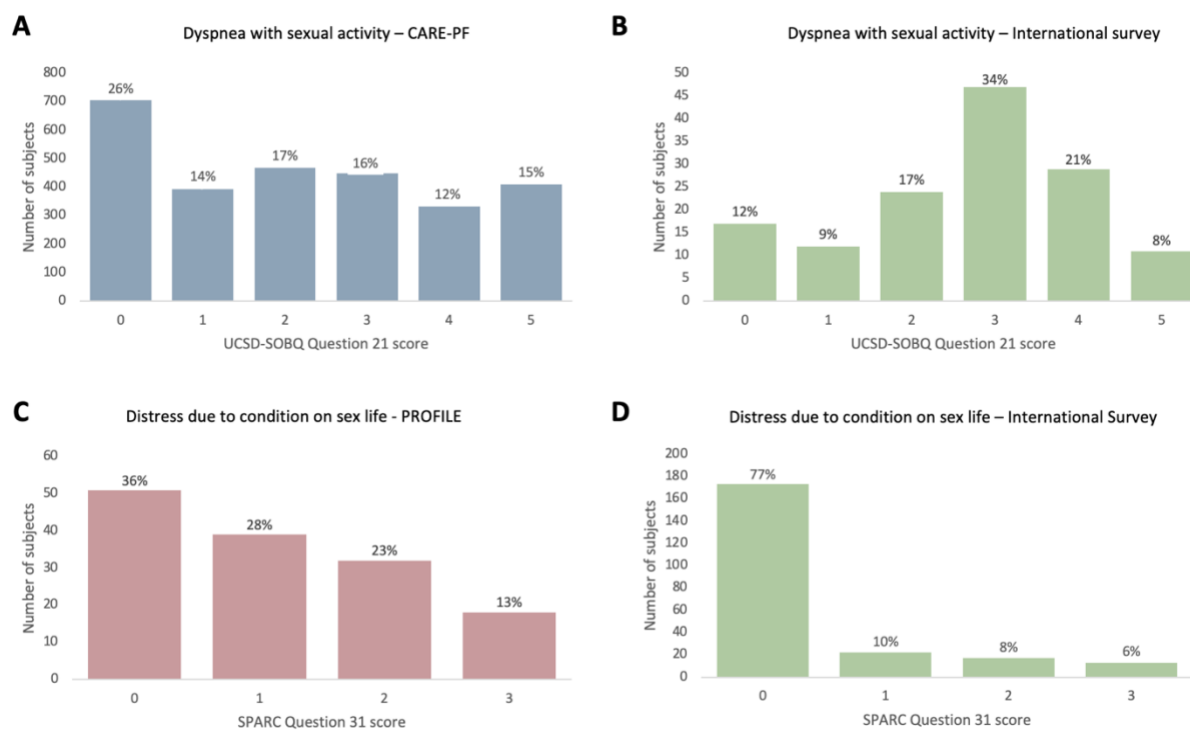 A
Dyspnea with sexual activity – CARE-PF
Number of subjects
800
700
600
500
400
300
200
100
0
26%
14%
17%
16%
12%
15%
0 1 2 3 4 5
UCSD-SOBQ Question 21 score
B
Dyspnea with sexual activity – International survey
Number of subjects
50
45
40
35
30
25
20
15
10
5
0
12%
9%
17%
34%
21%
8%
0 1 2 3 4 5
UCSD-SOBQ Question 21 score
C
Distress due to condition on sex life - PROFILE
Number of subjects
60
50
40
30
20
10
0
36%
28%
23%
13%
0 1 2 3
SPARC Question 31 score
D
Distress due to condition on sex life – International Survey
Number of subjects
200
180
160
140
120
100
80
60
40
20
0
77%
10%
8%
6%
0 1 2 3
SPARC Question 31 score